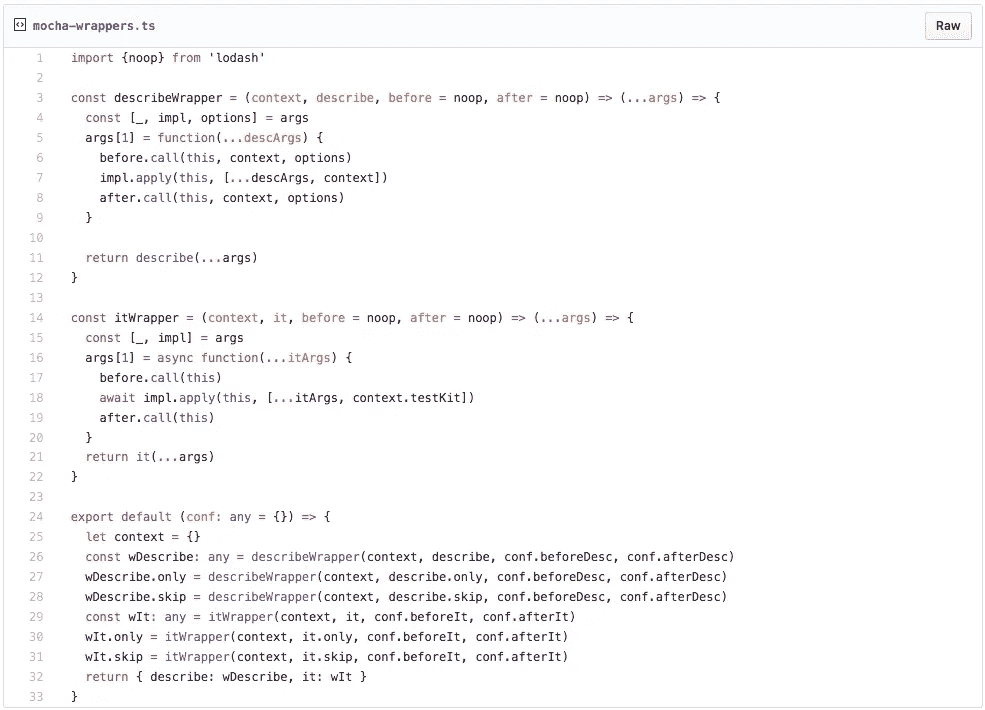 mocha-wrappers.ts
Raw
1 import {noop} from 'lodash'
2
3 const describeWrapper = (context, describe, before = noop, after = noop) => (...args) => {
4   const [_, impl, options] = args
5   args[1] = function(...descArgs) {
6     before.call(this, context, options)
7     impl.apply(this, [...descArgs, context])
8     after.call(this, context, options)
9   }
10
11   return describe(...args)
12 }
13
14 const itWrapper = (context, it, before = noop, after = noop) => (...args) => {
15   const [_, impl] = args
16   args[1] = async function(...itArgs) {
17     before.call(this)
18     await impl.apply(this, [...itArgs, context.testKit])
19     after.call(this)
20   }
21   return it(...args)
22 }
23
24 export default (conf: any = {}) => {
25   let context = {}
26   const wDescribe: any = describeWrapper(context, describe, conf.beforeDesc, conf.afterDesc)
27   wDescribe.only = describeWrapper(context, describe.only, conf.beforeDesc, conf.afterDesc)
28   wDescribe.skip = describeWrapper(context, describe.skip, conf.beforeDesc, conf.afterDesc)
29   const wIt: any = itWrapper(context, it, conf.beforeIt, conf.afterIt)
30   wIt.only = itWrapper(context, it.only, conf.beforeIt, conf.afterIt)
31   wIt.skip = itWrapper(context, it.skip, conf.beforeIt, conf.afterIt)
32   return { describe: wDescribe, it: wIt }
33 }